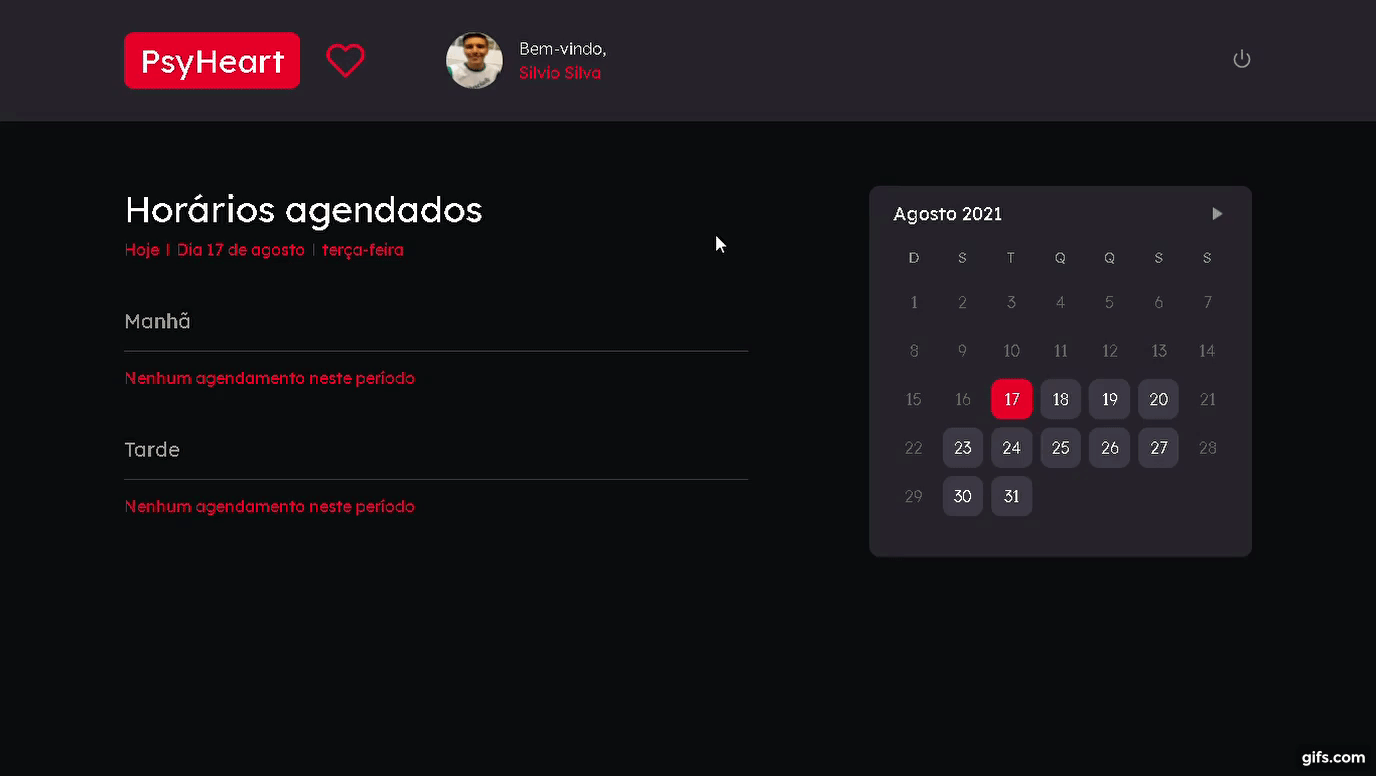 PsyHeart
Bem-vindo,
Silvio Silva
Horários agendados
Hoje | Dia 17 de agosto | terça-feira
Manhã
Nenhum agendamento neste período
Tarde
Nenhum agendamento neste período
Agosto 2021
D S T Q Q S S
1 2 3 4 5 6 7
8 9 10 11 12 13 14
15 16 17 18 19 20 21
22 23 24 25 26 27 28
29 30 31
gifs.com